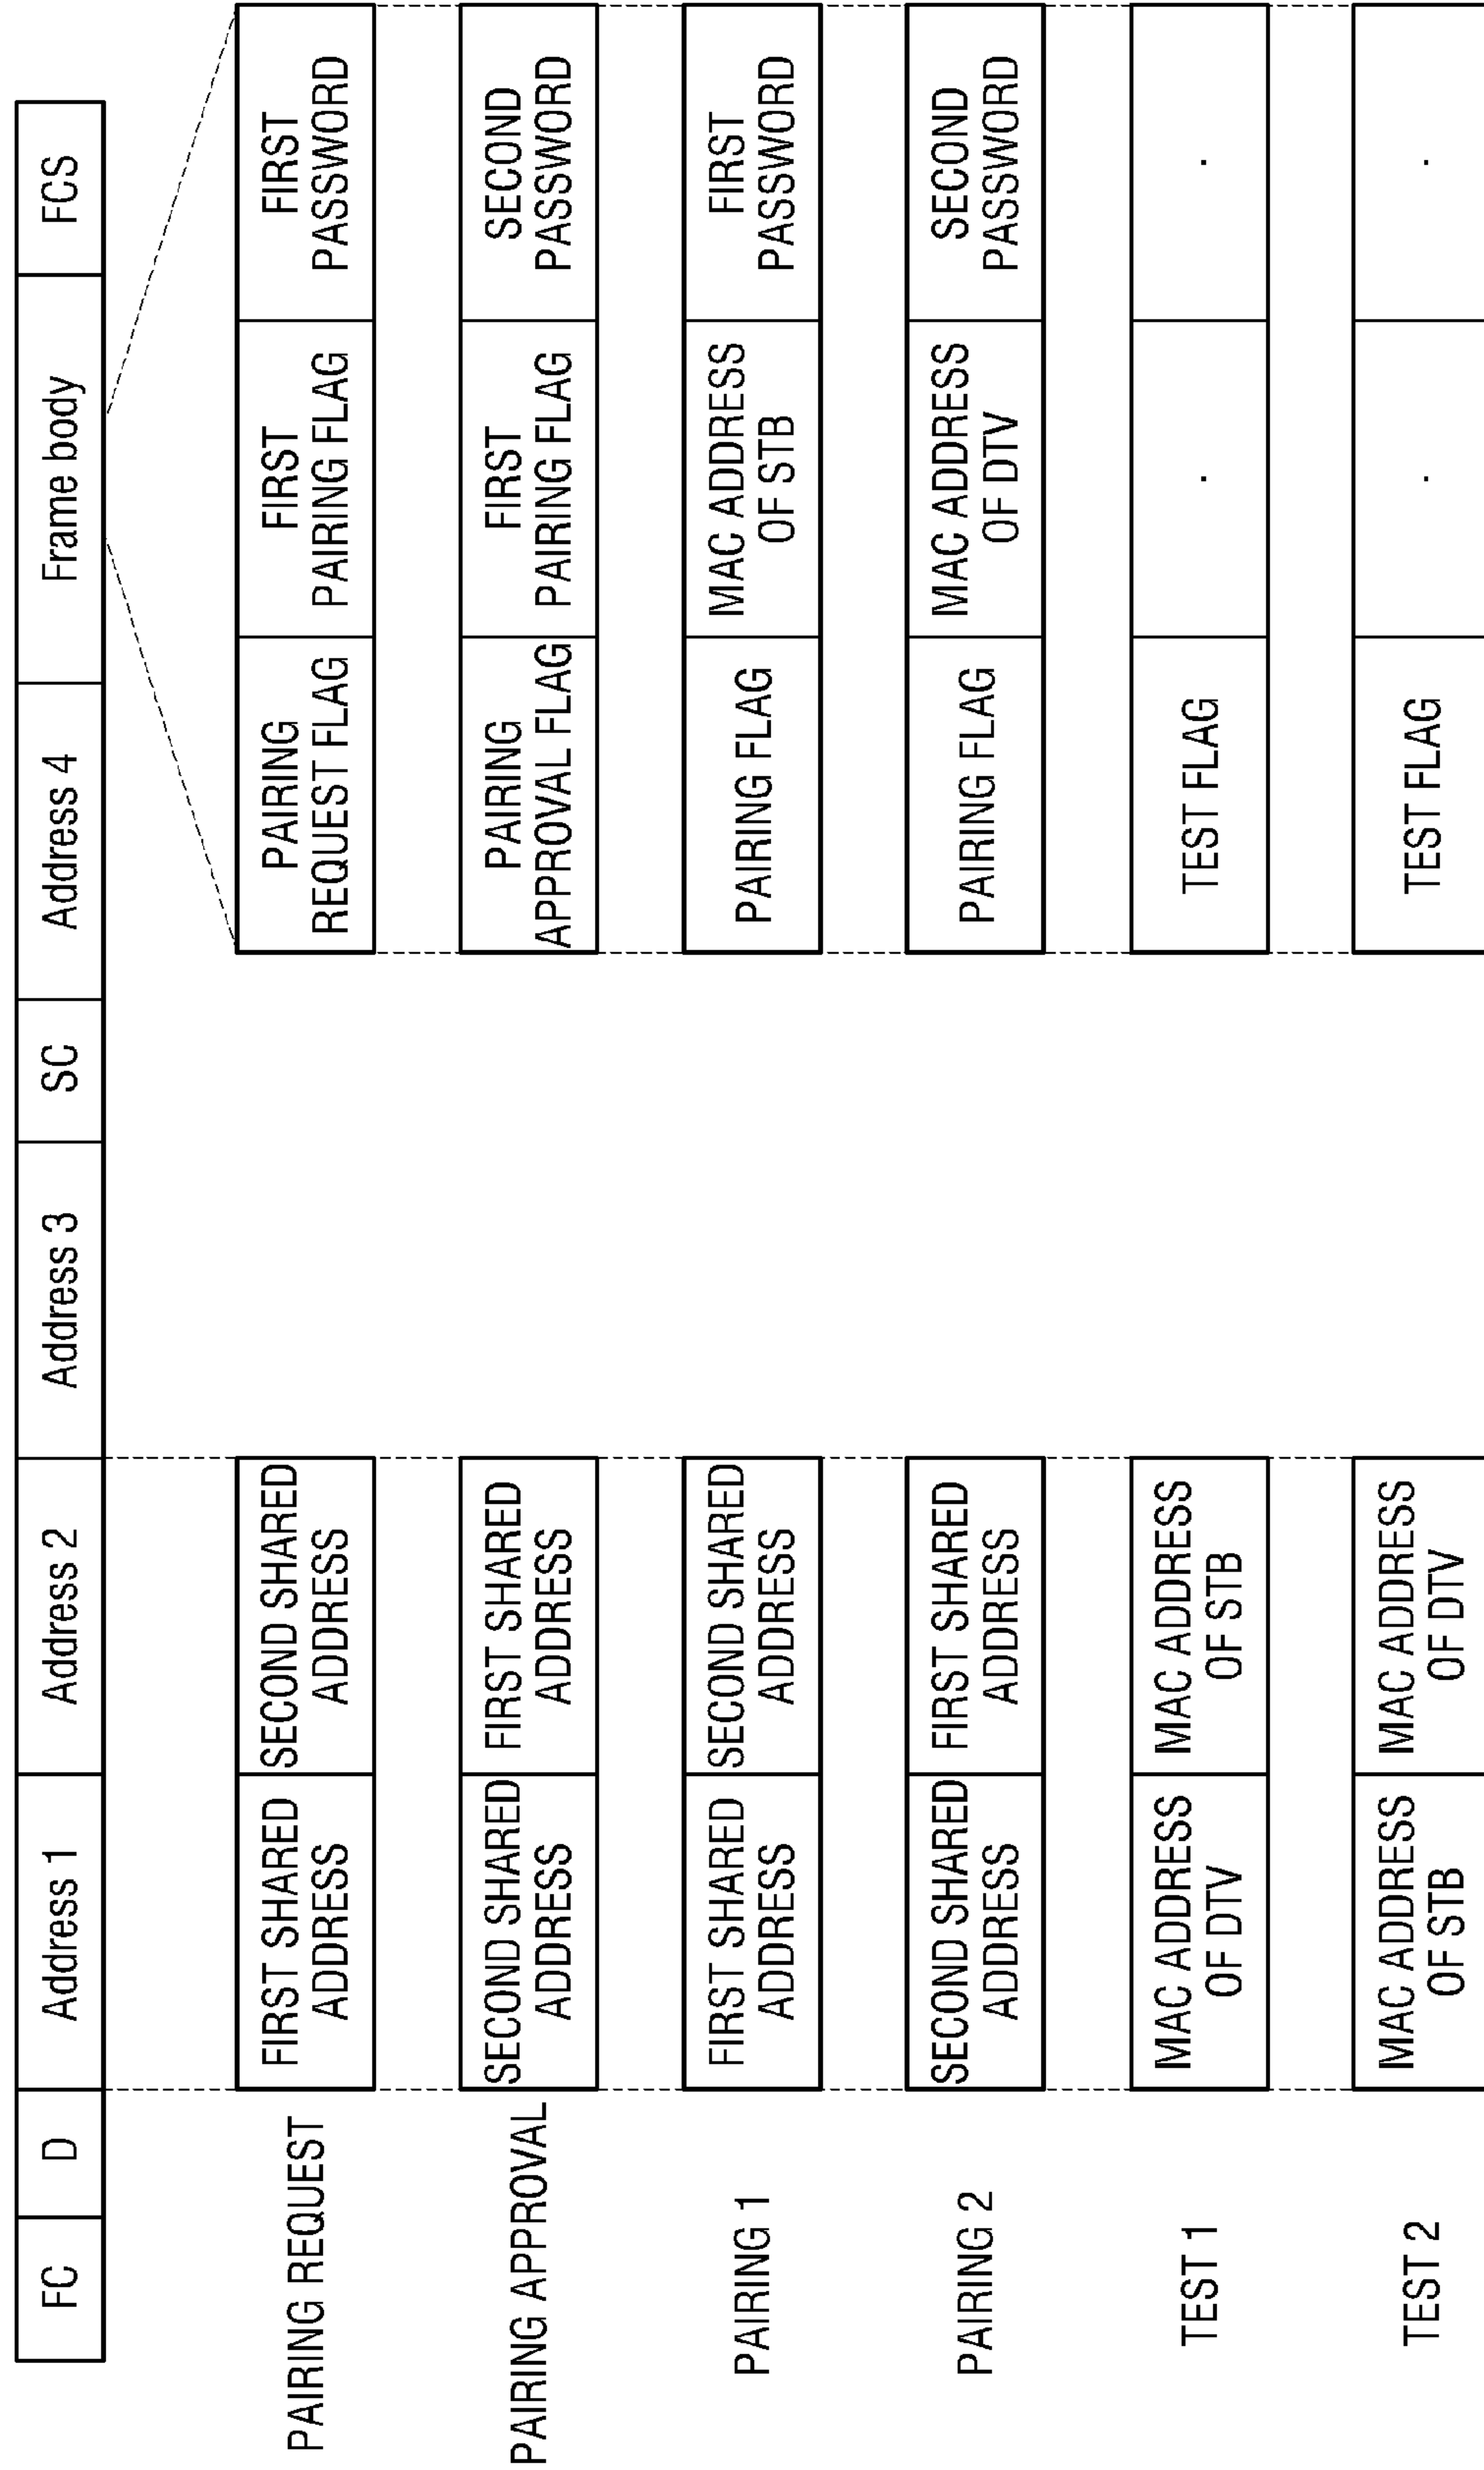 FC D Address 1 Address 2 Address 3 SC Address 4 Frame body FCS
PAIRING REQUEST
FIRST SHARED
ADDRESS
SECOND SHARED
ADDRESS
PAIRING
REQUEST FLAG
FIRST
PAIRING FLAG
FIRST
PASSWORD
PAIRING APPROVAL
SECOND SHARED
ADDRESS
FIRST SHARED
ADDRESS
PAIRING
APPROVAL FLAG
FIRST
PAIRING FLAG
SECOND
PASSWORD
PAIRING 1
FIRST SHARED
ADDRESS
SECOND SHARED
ADDRESS
PAIRING FLAG
MAC ADDRESS
OF STB
FIRST
PASSWORD
PAIRING 2
SECOND SHARED
ADDRESS
FIRST SHARED
ADDRESS
PAIRING FLAG
MAC ADDRESS
OF DTV
SECOND
PASSWORD
TEST 1
MAC ADDRESS
OF DTV
MAC ADDRESS
OF STB
TEST FLAG
.
.
TEST 2
MAC ADDRESS
OF STB
MAC ADDRESS
OF DTV
TEST FLAG
.
.